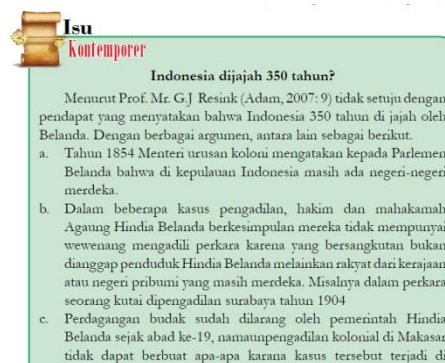 Isu
Kontemporer
Indonesia dijajah 350 tahun?
Menurut Prof. Mr. G.J Resink (Adam, 2007: 9) tidak setuju dengan
pendapat yang menyatakan bahwa Indonesia 350 tahun di jajah oleh
Belanda. Dengan berbagai argumen, antara lain sebagai berikut.
a. Tahun 1854 Menteri urusan koloni mengatakan kepada Parlemen
Belanda bahwa di kepulauan Indonesia masih ada negeri-negeri
merdeka.
b. Dalam beberapa kasus pengadilan, hakim dan mahakamah
Agaung Hindia Belanda berkesimpulan mereka tidak mempunyai
wewenang mengadili perkara karena yang bersangkutan bukan
dianggap penduduk Hindia Belanda melainkan rakyat dari kerajaan
atau negeri pribumi yang masih merdeka. Misalnya dalam perkara
seorang kutai dipengadilan surabaya tahun 1904
c. Perdagangan budak sudah dilarang oleh pemerintah Hindia
Belanda sejak abad ke-19, namaunpengadilan kolonial di Makasar
tidak dapat berbuat apa-apa karana kasus tersebut terjadi di